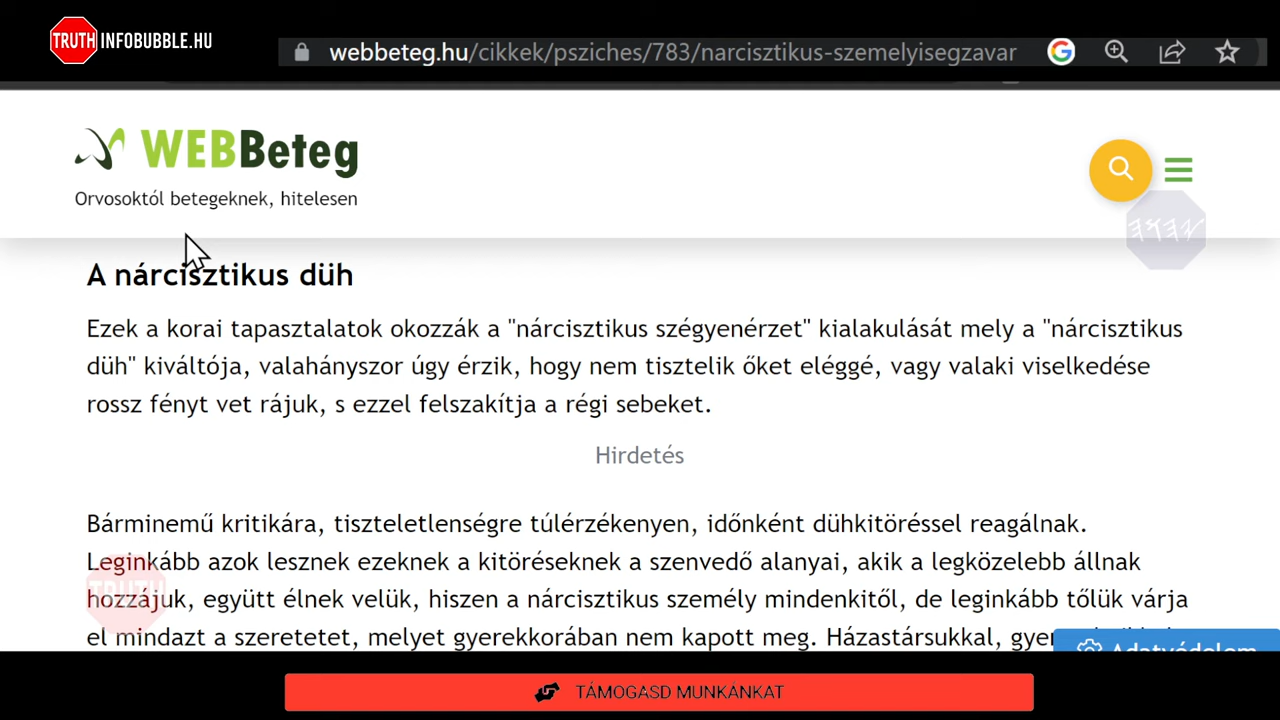 TRUTH INFOBUBBLE.HU
webbeteg.hu/cikkek/psziches/783/narcisztikus-szemelyisegzavar
WEBBeteg
Orvosoktól betegeknek, hitelesen
A nárcisztikus düh
Ezek a korai tapasztalatok okozzák a "nárcisztikus szégyenérzet" kialakulását mely a "nárcisztikus
düh" kiváltója, valahányszor úgy érzik, hogy nem tisztelik őket eléggé, vagy valaki viselkedése
rossz fényt vet rájuk, s ezzel felszakítja a régi sebeket.
Hirdetés
Bárminemű kritikára, tiszteletlenségre túlérzékenyen, időnként dühkitöréssel reagálnak.
Leginkább azok lesznek ezeknek a kitöréseknek a szenvedő alanyai, akik a legközelebb állnak
TRUTH
hozzájuk, együtt élnek velük, hiszen a nárcisztikus személy mindenkitől, de leginkább tőlük várja
el mindazt a szeretetet, melyet gyerekkorában nem kapott meg. Házastársukkal,
Adatvédelem
TÁMOGASD MUNKÁNKAT